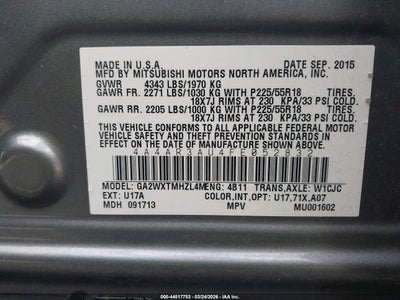 MADE IN U.S.A. DATE SEP. 2015
MFD BY MITSUBISHI MOTORS NORTH AMERICA, INC.
GVWR 4343 LBS/1970 KG
GAWR FR. 2271 LBS/1030 KG WITH P225/55R18 TIRES.
18X7J RIMS AT 230 KPA/33 PSI COLD.
GAWR RR. 2205 LBS/1000 KG WITH P225/55R18 TIRES.
18X7J RIMS AT 230 KPA/33 PSI COLD.
THIS VEHICLE CONFORMS TO ALL APPLICABLE FEDERAL MOTOR
VEHICLE SAFETY AND THEFT PREVENTION STANDARDS IN
EFFECT ON THE DATE OF MANUFACTURE SHOWN ABOVE.
4A4AR3AU4FE052832
MODEL: GA2WXTMHZL4M ENG: 4B11 TRANS,AXLE: W1CJC
EXT: U17A COLOR,INT,OPT: U17,71X,A07
MDH 091713 MPV MU001602
IAA
000 - 44517753 - 03/24/2026 - IAAI